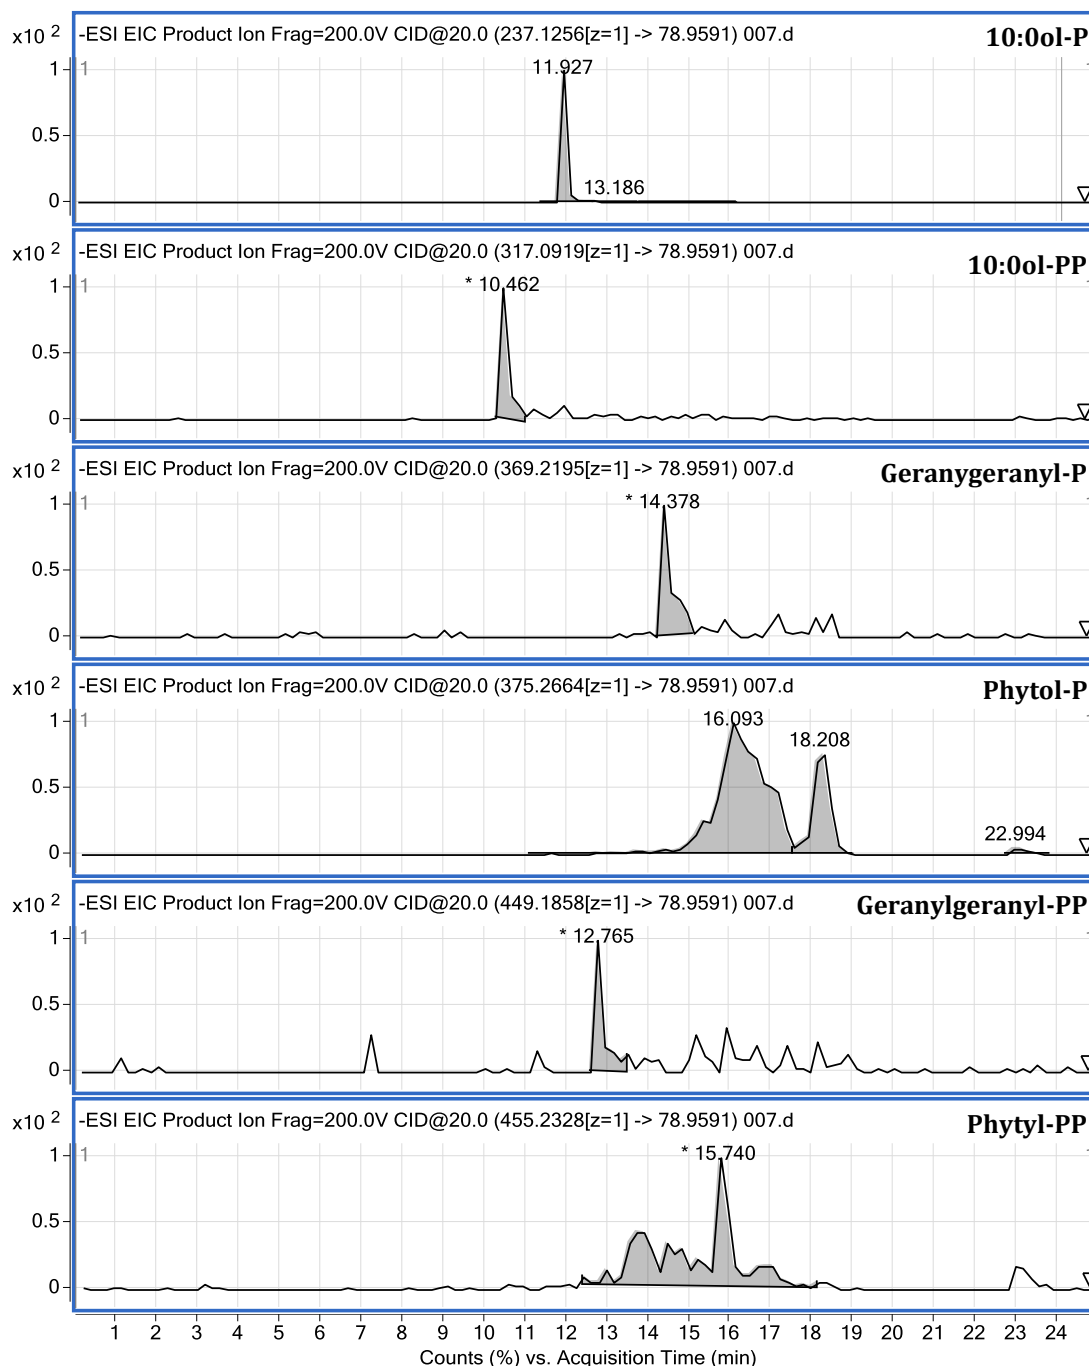 x10 2 -ESI EIC Product Ion Frag=200.0V CID@20.0 (237.1256[z=1] -> 78.9591) 007.d 10:0ol-P
1 1 11.927
0.5
13.186
0
x10 2 -ESI EIC Product Ion Frag=200.0V CID@20.0 (317.0919[z=1] -> 78.9591) 007.d 10:0ol-PP
1 1 * 10.462
0.5
0
x10 2 -ESI EIC Product Ion Frag=200.0V CID@20.0 (369.2195[z=1] -> 78.9591) 007.d Geranygeranyl-P
1 1 * 14.378
0.5
0
x10 2 -ESI EIC Product Ion Frag=200.0V CID@20.0 (375.2664[z=1] -> 78.9591) 007.d Phytol-P
1 1 16.093
18.208
0.5
22.994
0
x10 2 -ESI EIC Product Ion Frag=200.0V CID@20.0 (449.1858[z=1] -> 78.9591) 007.d Geranylgeranyl-PP
1 1 * 12.765
0.5
0
x10 2 -ESI EIC Product Ion Frag=200.0V CID@20.0 (455.2328[z=1] -> 78.9591) 007.d Phytyl-PP
1 1 * 15.740
0.5
0
1 2 3 4 5 6 7 8 9 10 11 12 13 14 15 16 17 18 19 20 21 22 23 24
Counts (%) vs. Acquisition Time (min)